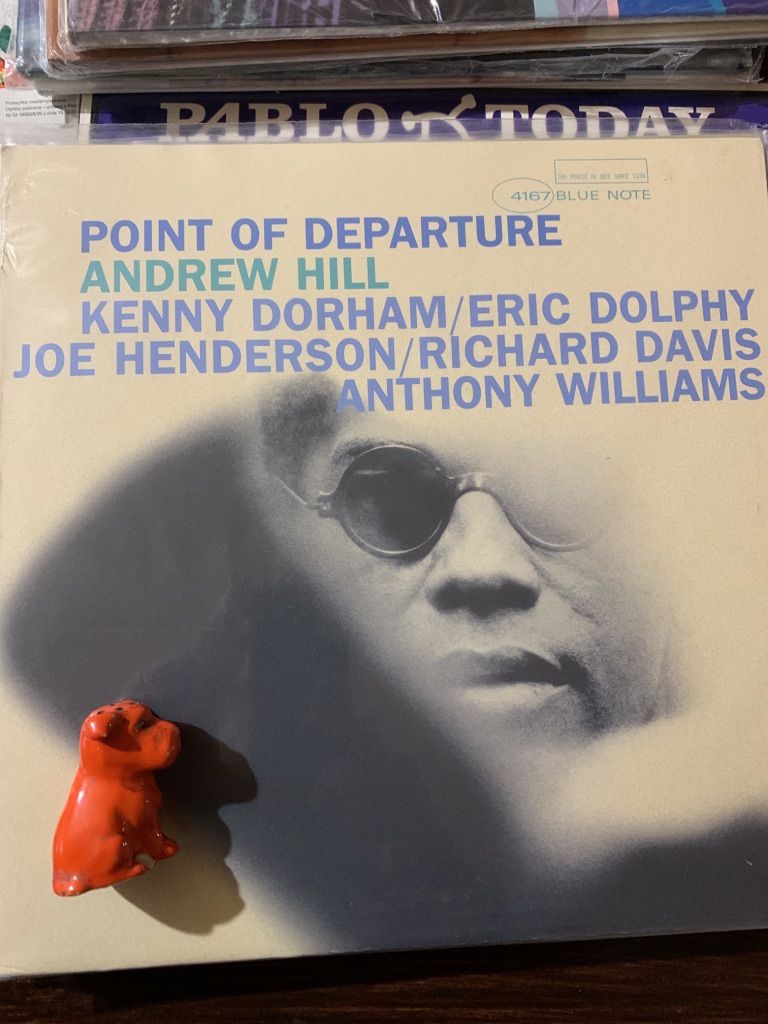 PABLO TODAY
THE FINEST IN JAZZ SINCE 1939
4167 BLUE NOTE
POINT OF DEPARTURE
ANDREW HILL
KENNY DORHAM/ERIC DOLPHY
JOE HENDERSON/RICHARD DAVIS
ANTHONY WILLIAMS